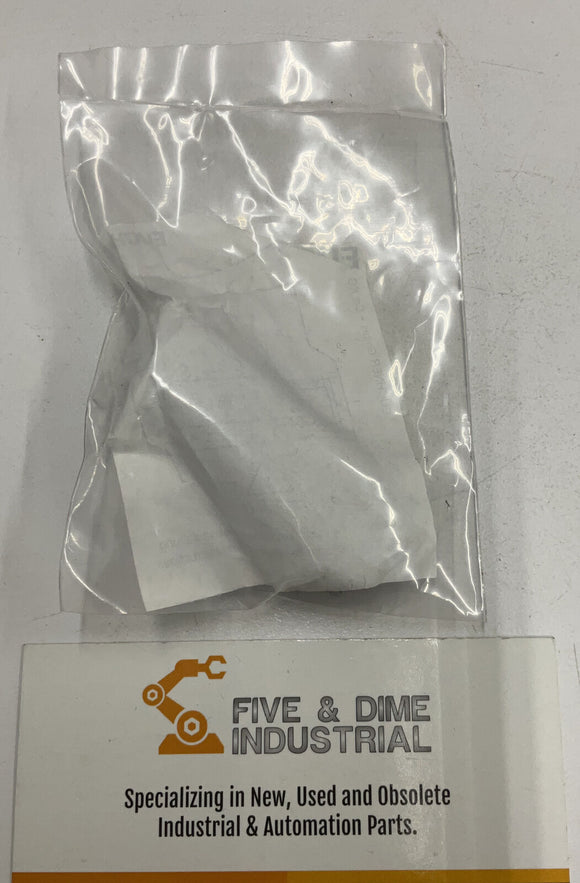 FIVE & DIME
INDUSTRIAL
Specializing in New, Used and Obsolete
Industrial & Automation Parts.